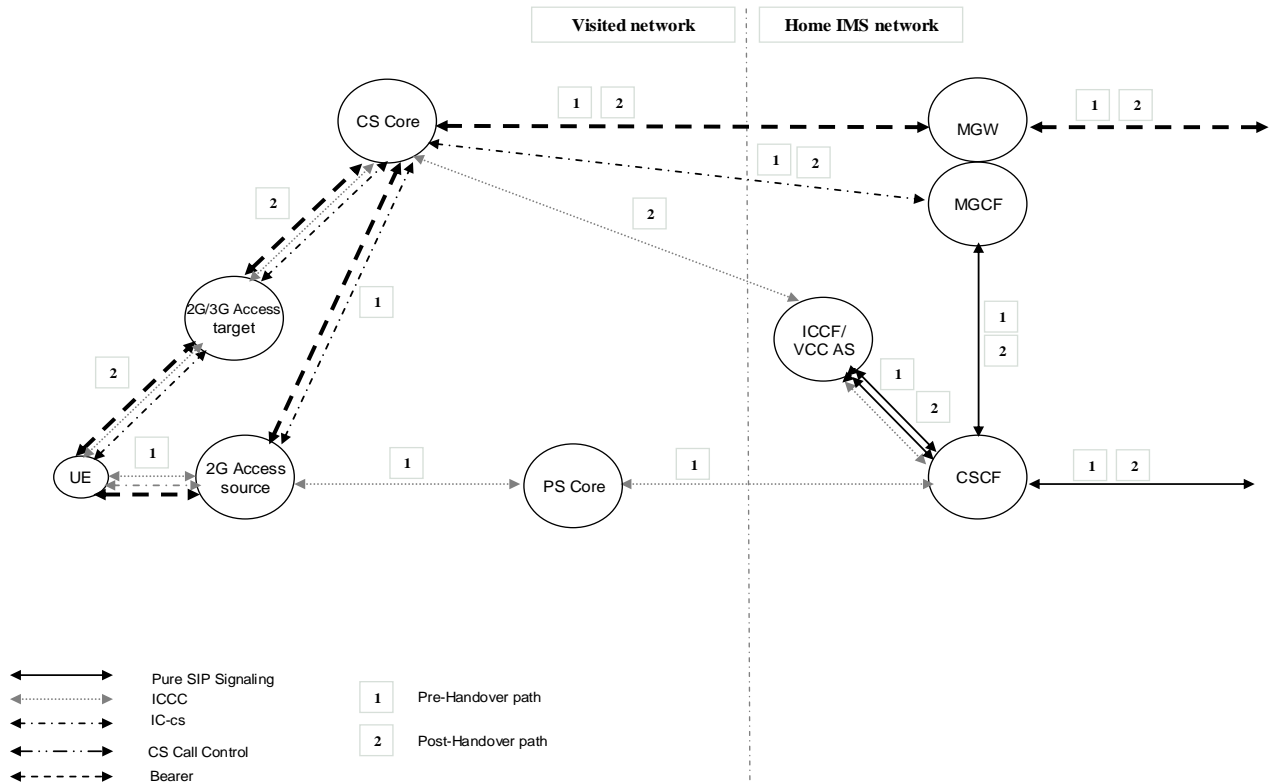 Visited network
Home IMS network
1 2
1 2
CS Core
MGW
1 2
2
2
MGCF
1
2G/3G Access
target
1
2
ICCF/
VCC AS
2
1
2
1
1
1
1 2
UE
2G Access
source
PS Core
CSCF
Pure SIP Signaling
ICCC
IC-cs
CS Call Control
Bearer
1 Pre-Handover path
2 Post-Handover path